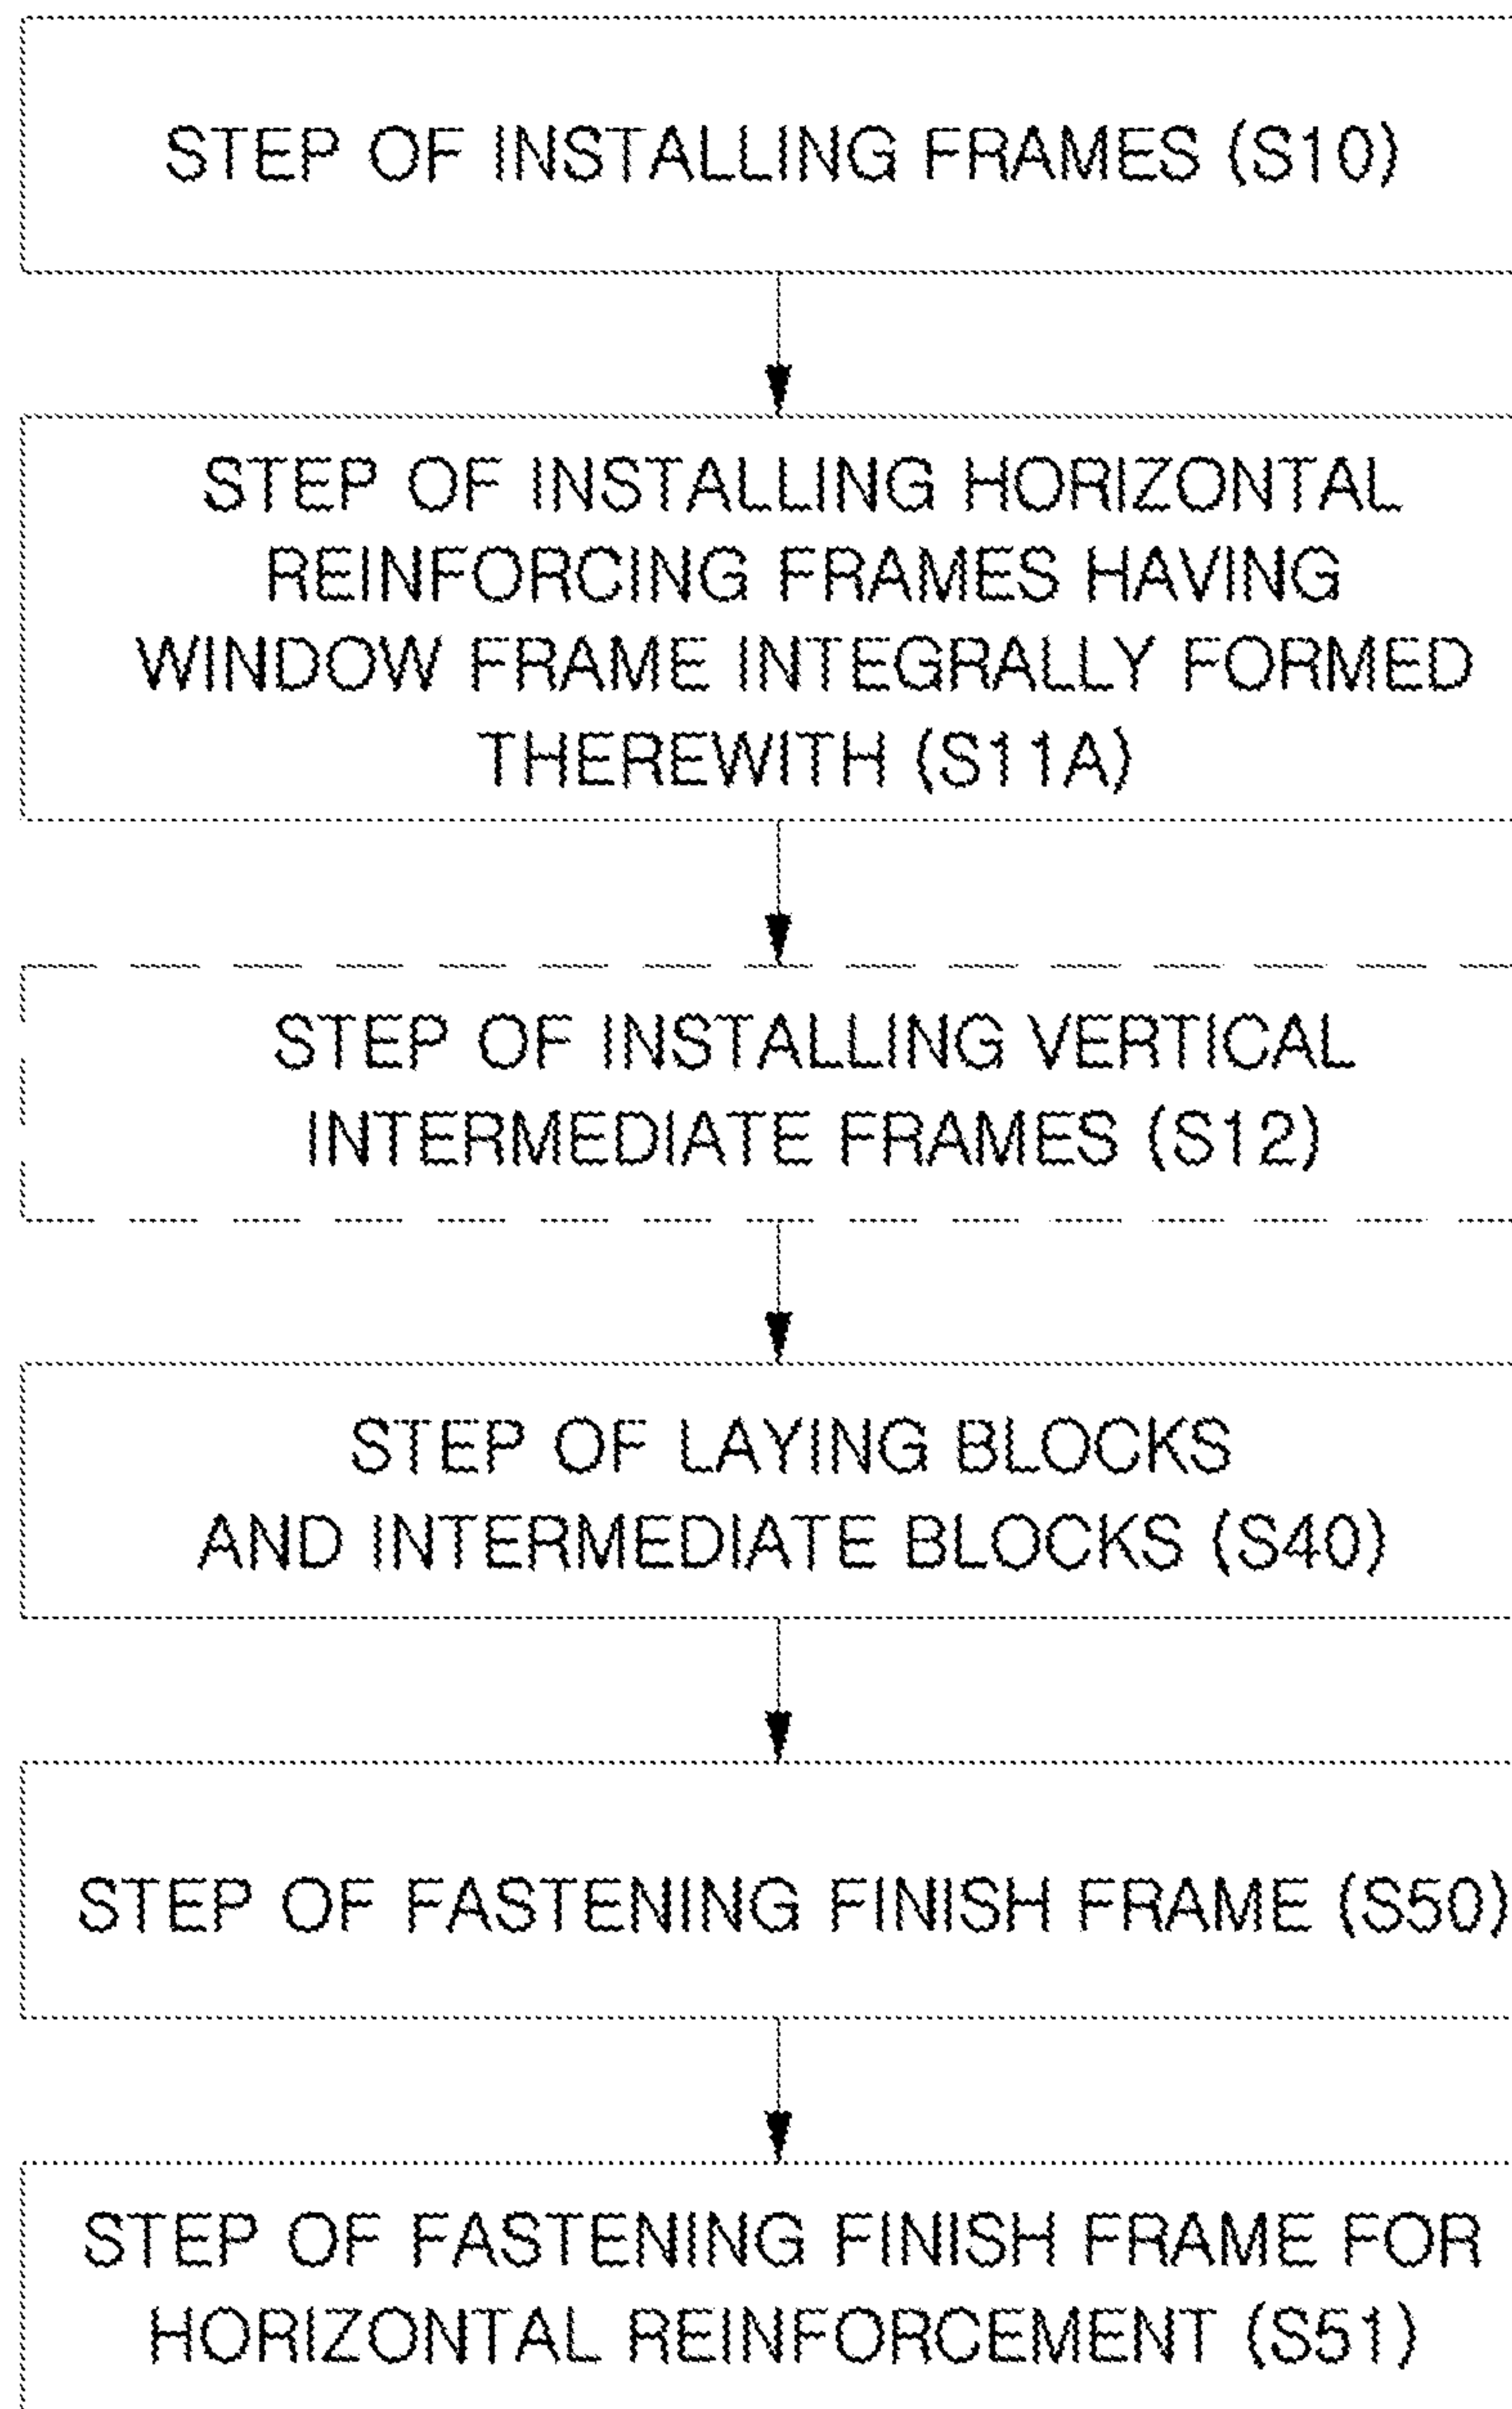 STEP OF INSTALLING FRAMES (S10)
STEP OF INSTALLING HORIZONTAL
REINFORCING FRAMES HAVING
WINDOW FRAME INTEGRALLY FORMED
THEREWITH (S11A)
STEP OF INSTALLING VERTICAL
INTERMEDIATE FRAMES (S12)
STEP OF LAYING BLOCKS
AND INTERMEDIATE BLOCKS (S40)
STEP OF FASTENING FINISH FRAME (S50)
STEP OF FASTENING FINISH FRAME FOR
HORIZONTAL REINFORCEMENT (S51)